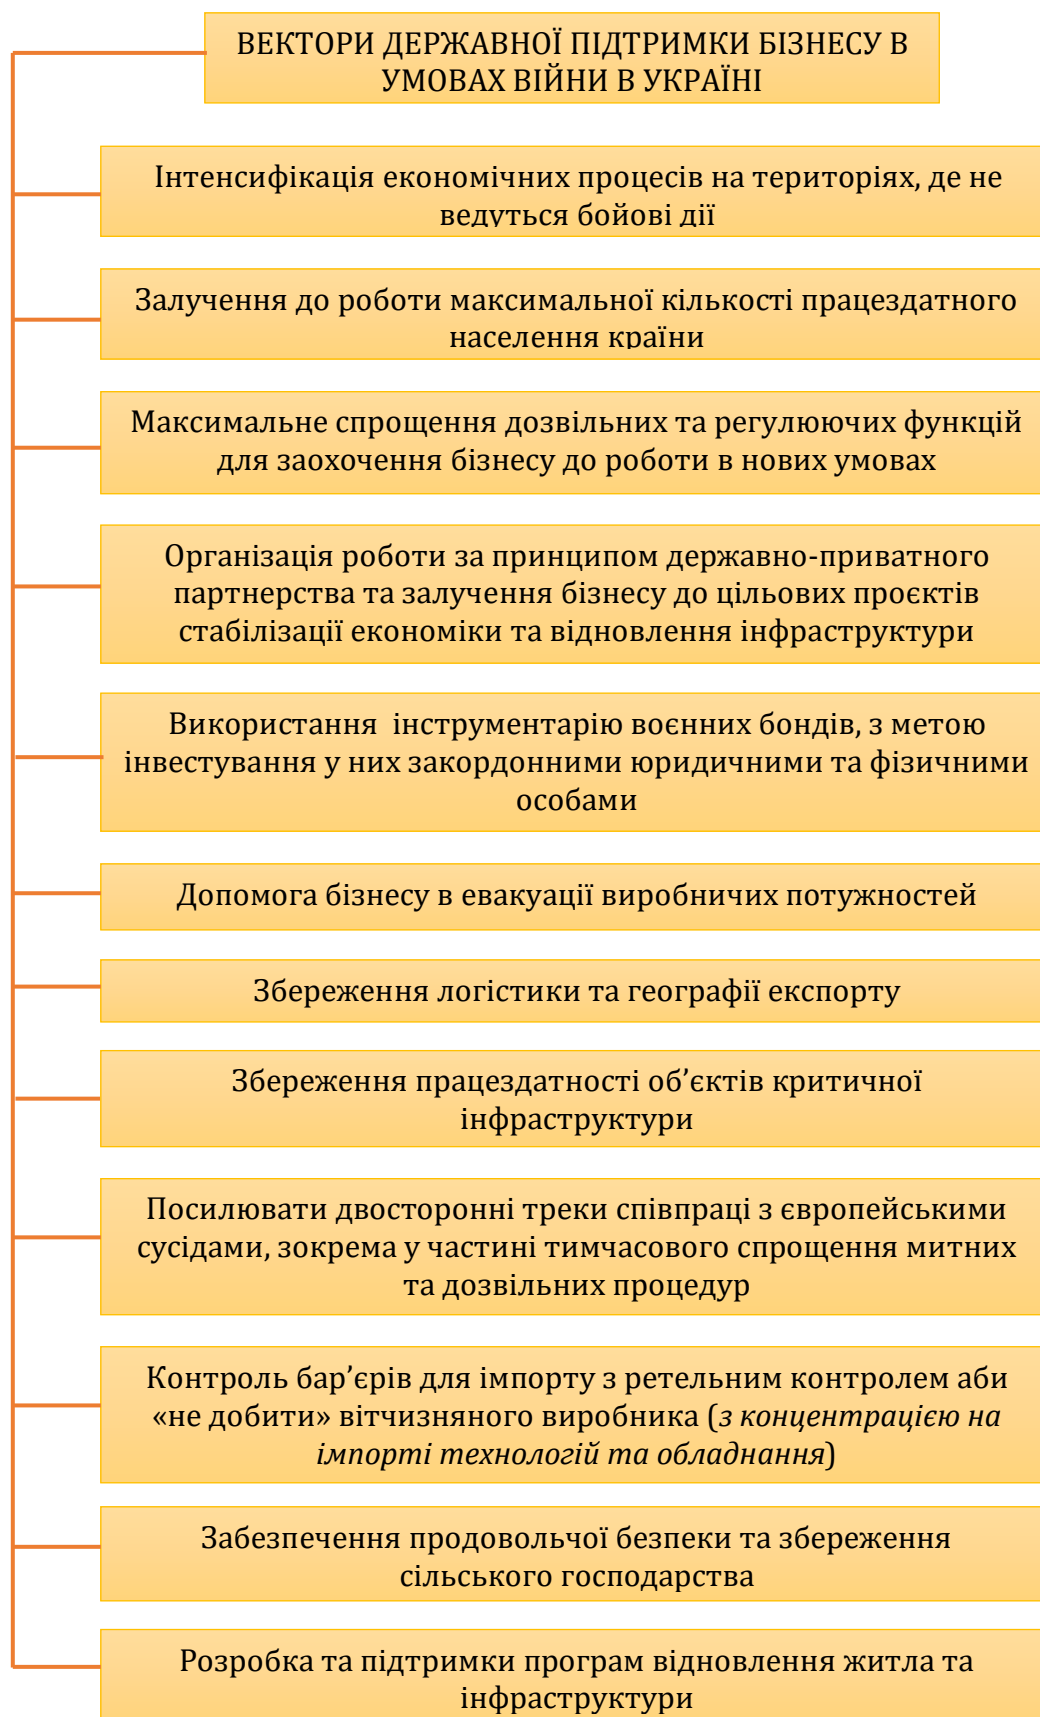 ВЕКТОРИ ДЕРЖАВНОЇ ПІДТРИМКИ БІЗНЕСУ В
УМОВАХ ВІЙНИ В УКРАЇНІ
Інтенсифікація економічних процесів на територіях, де не
ведуться бойові дії
Залучення до роботи максимальної кількості працездатного
населення країни
Максимальне спрощення дозвільних та регулюючих функцій
для заохочення бізнесу до роботи в нових умовах
Організація роботи за принципом державно-приватного
партнерства та залучення бізнесу до цільових проєктів
стабілізації економіки та відновлення інфраструктури
Використання інструментарію воєнних бондів, з метою
інвестування у них закордонними юридичними та фізичними
особами
Допомога бізнесу в евакуації виробничих потужностей
Збереження логістики та географії експорту
Збереження працездатності об’єктів критичної
інфраструктури
Посилювати двосторонні треки співпраці з європейськими
сусідами, зокрема у частині тимчасового спрощення митних
та дозвільних процедур
Контроль бар’єрів для імпорту з ретельним контролем аби
«не добити» вітчизняного виробника (з концентрацією на
імпорті технологій та обладнання)
Забезпечення продовольчої безпеки та збереження
сільського господарства
Розробка та підтримки програм відновлення житла та
інфраструктури